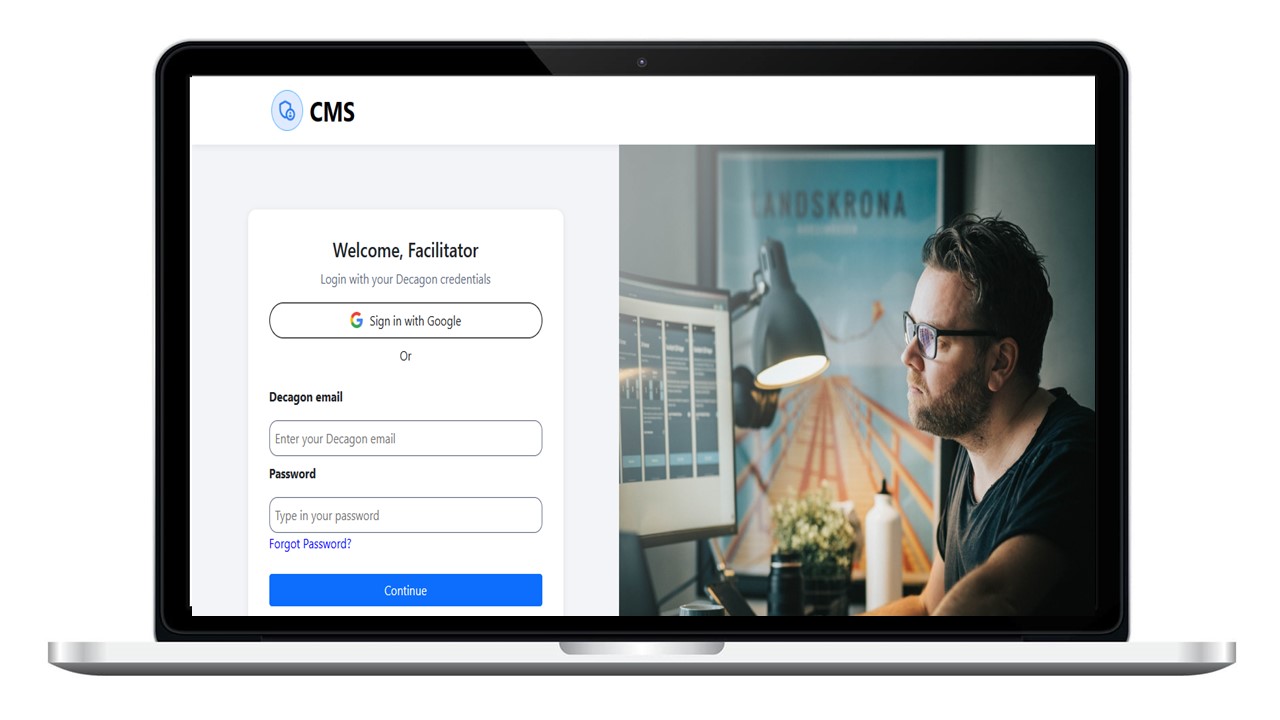 CMS
Welcome, Facilitator
Login with your Decagon credentials
Sign in with Google
Or
Decagon email
Enter your Decagon email
Password
Type in your password
Forgot Password?
Continue
LANDSKRONA